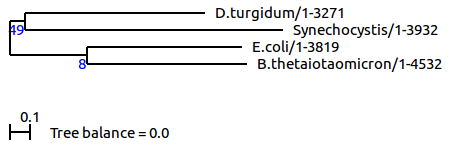 D.turgidum/1-3271
49
Synechocystis/1-3932
E.coli/1-3819
8
B.thetaiotaomicron/1-4532
0.1
Tree balance = 0.0